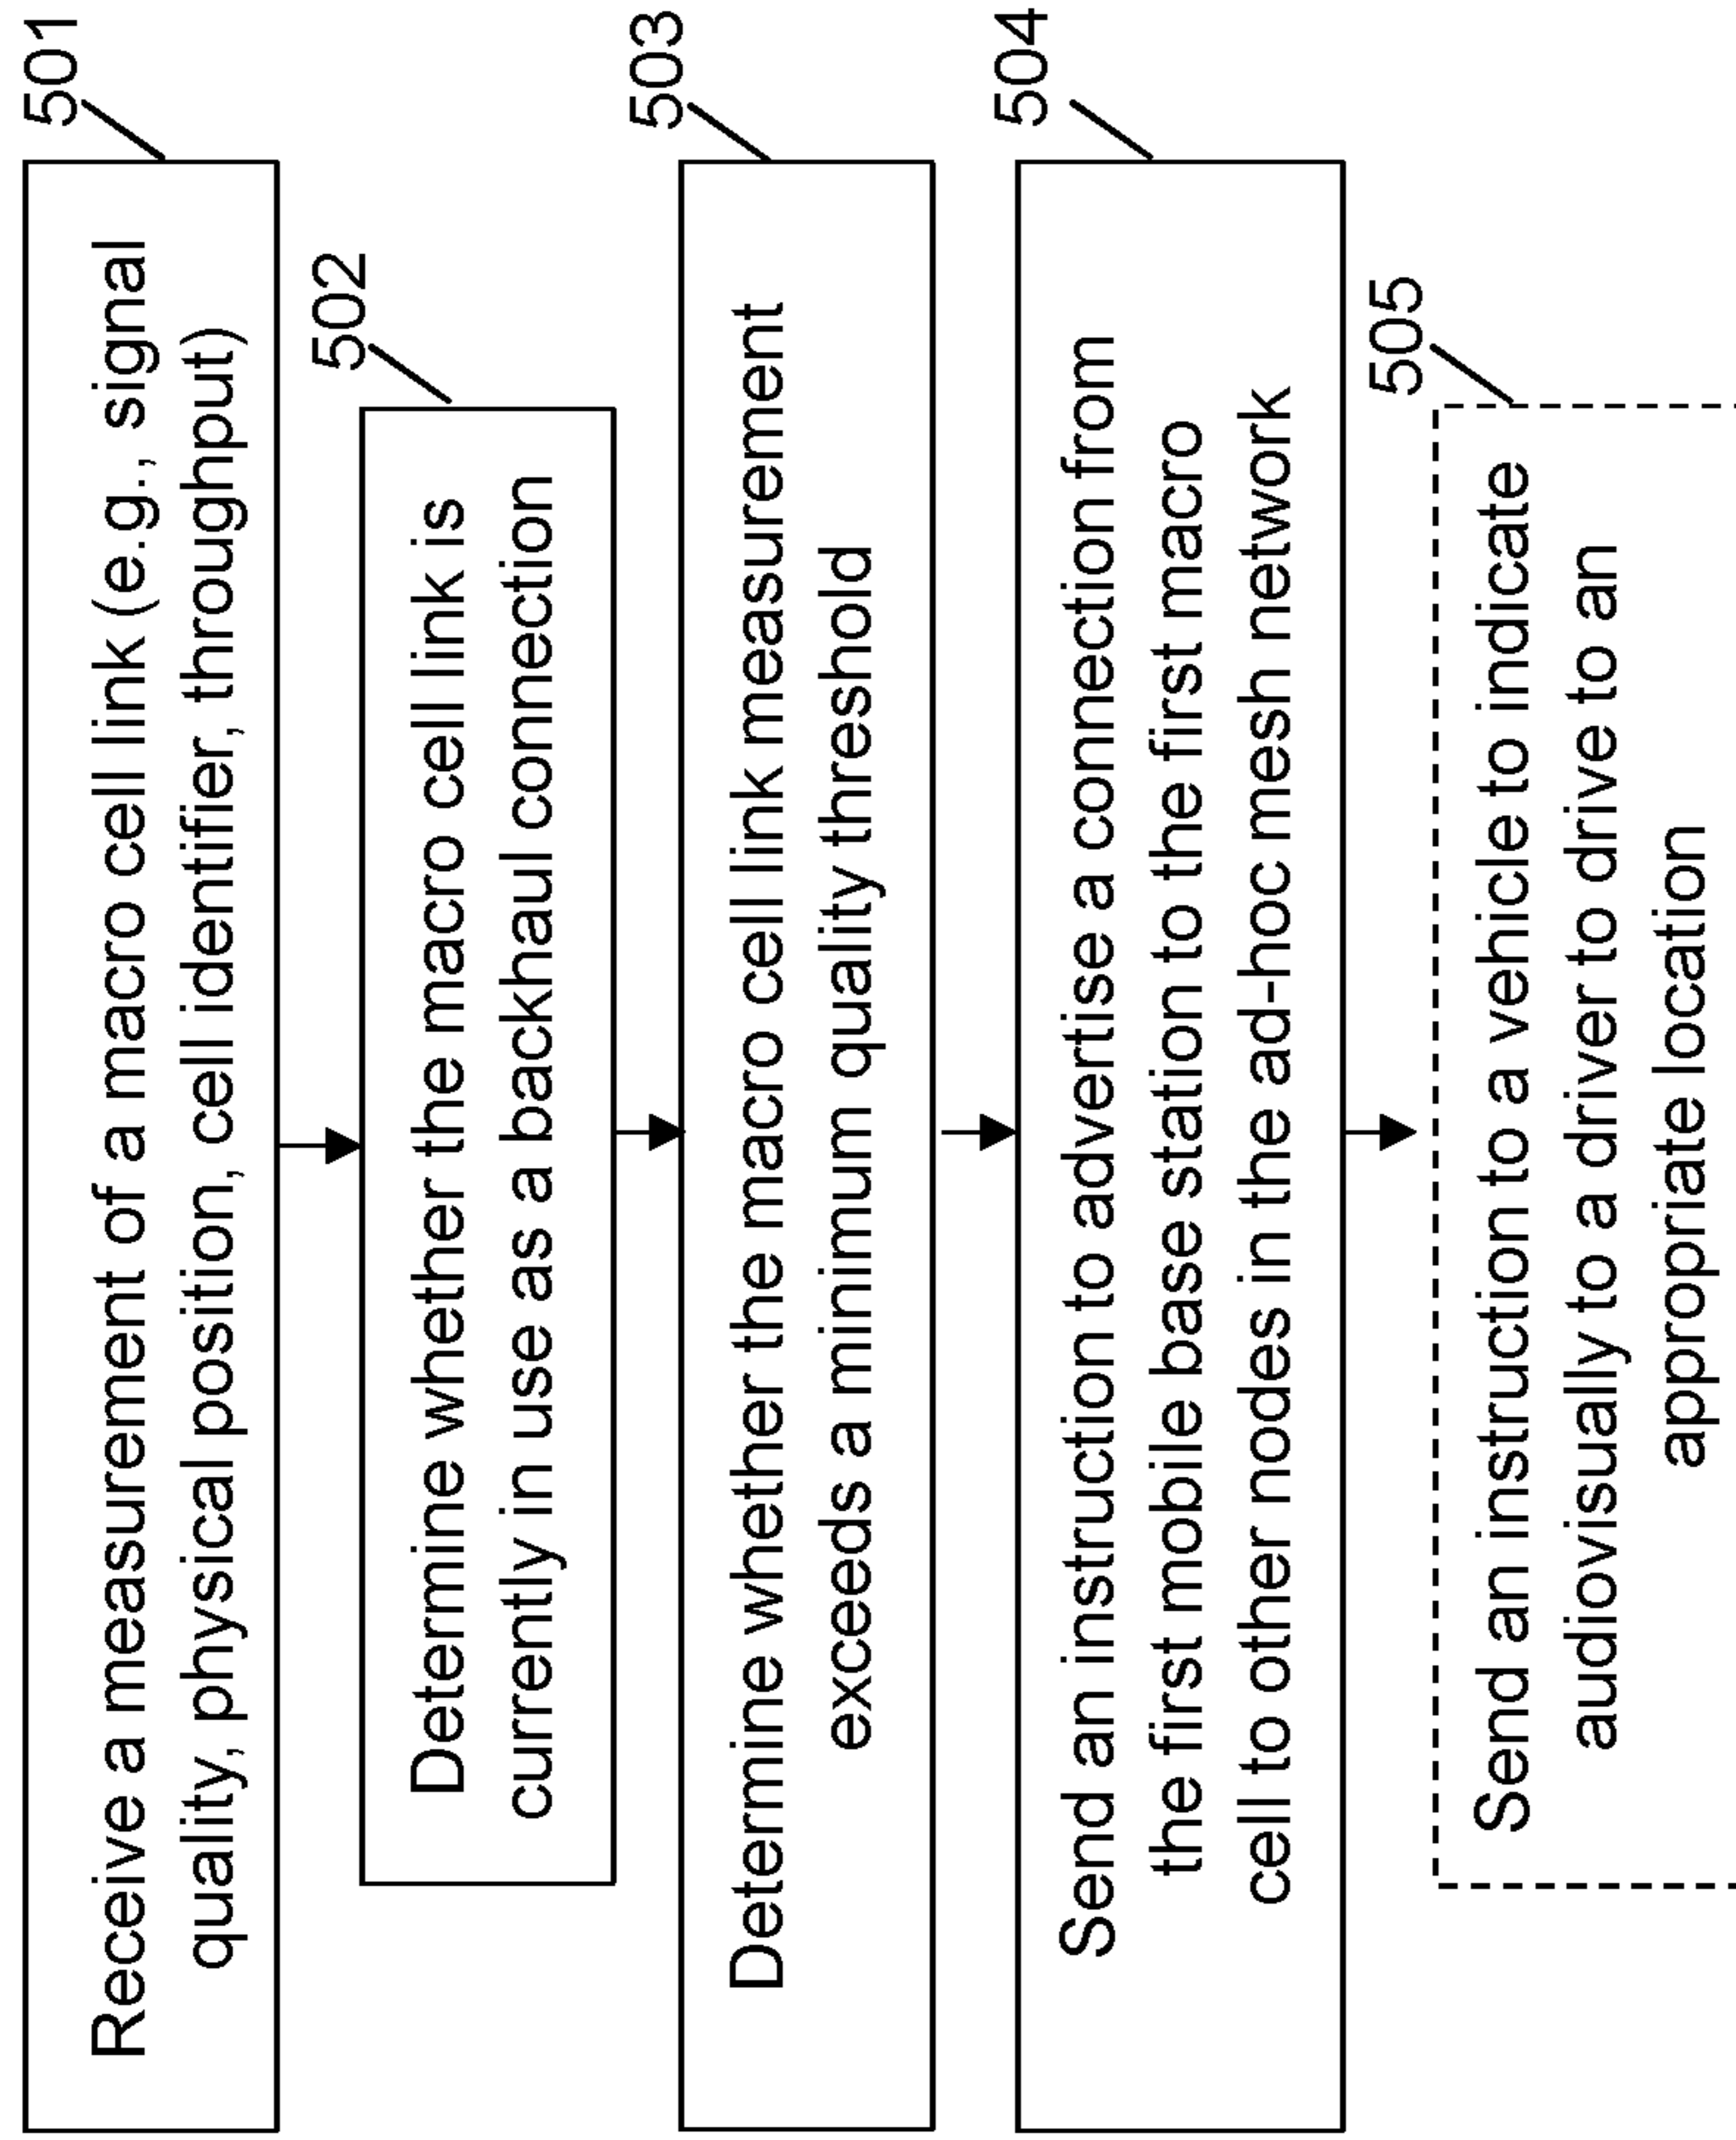 501
Receive a measurement of a macro cell link (e.g., signal
quality, physical position, cell identifier, throughput)
502
Determine whether the macro cell link is
currently in use as a backhaul connection
503
Determine whether the macro cell link measurement
exceeds a minimum quality threshold
504
Send an instruction to advertise a connection from
the first mobile base station to the first macro
cell to other nodes in the ad-hoc mesh network
505
Send an instruction to a vehicle to indicate
audiovisually to a driver to drive to an
appropriate location